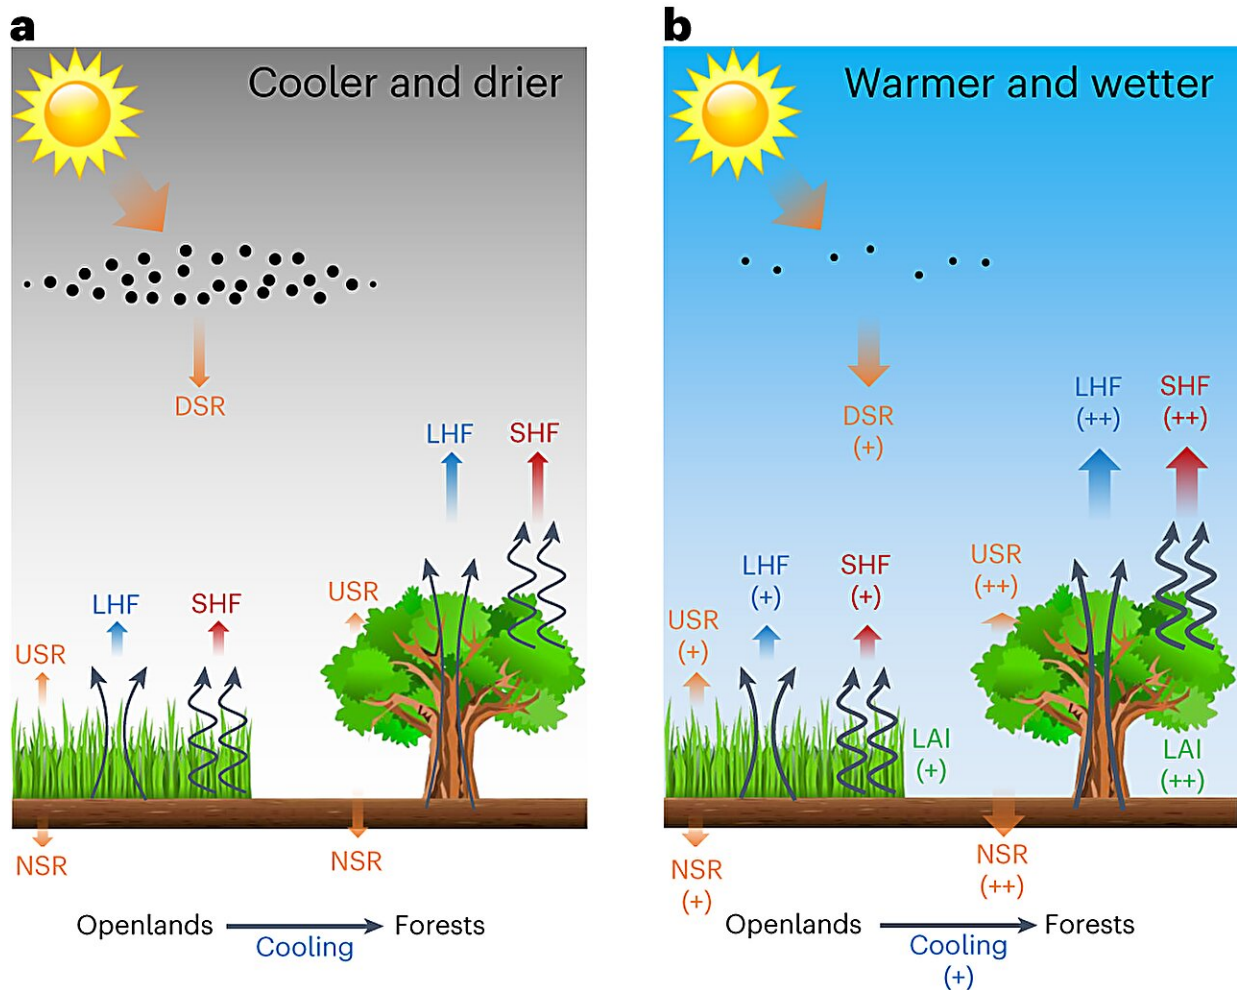 a
Cooler and drier
DSR
LHF
SHF
USR
LHF
SHF
USR
NSR
NSR
Openlands
Forests
Cooling
b
Warmer and wetter
DSR
(+)
LHF
(++)
SHF
(++)
USR
(++)
LHF
(+)
SHF
(+)
USR
(+)
LAI
(+)
LAI
(++)
NSR
(+)
NSR
(++)
Openlands
Forests
Cooling
(+)